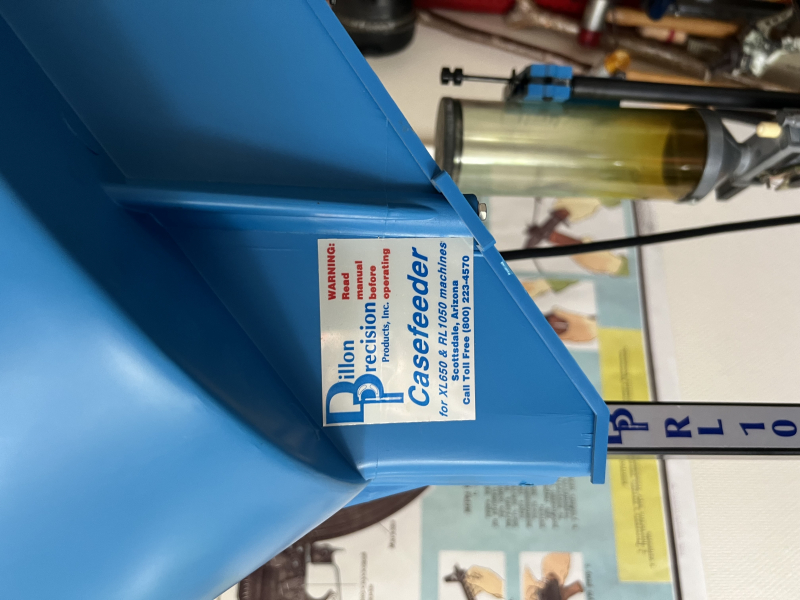 Dillon
Precision
Products, Inc.
WARNING:
Read
manual
before
operating
Casefeeder
for XL650 & RL1050 machines
Scottsdale, Arizona
Call Toll Free (800) 223-4570
DP
RL 10